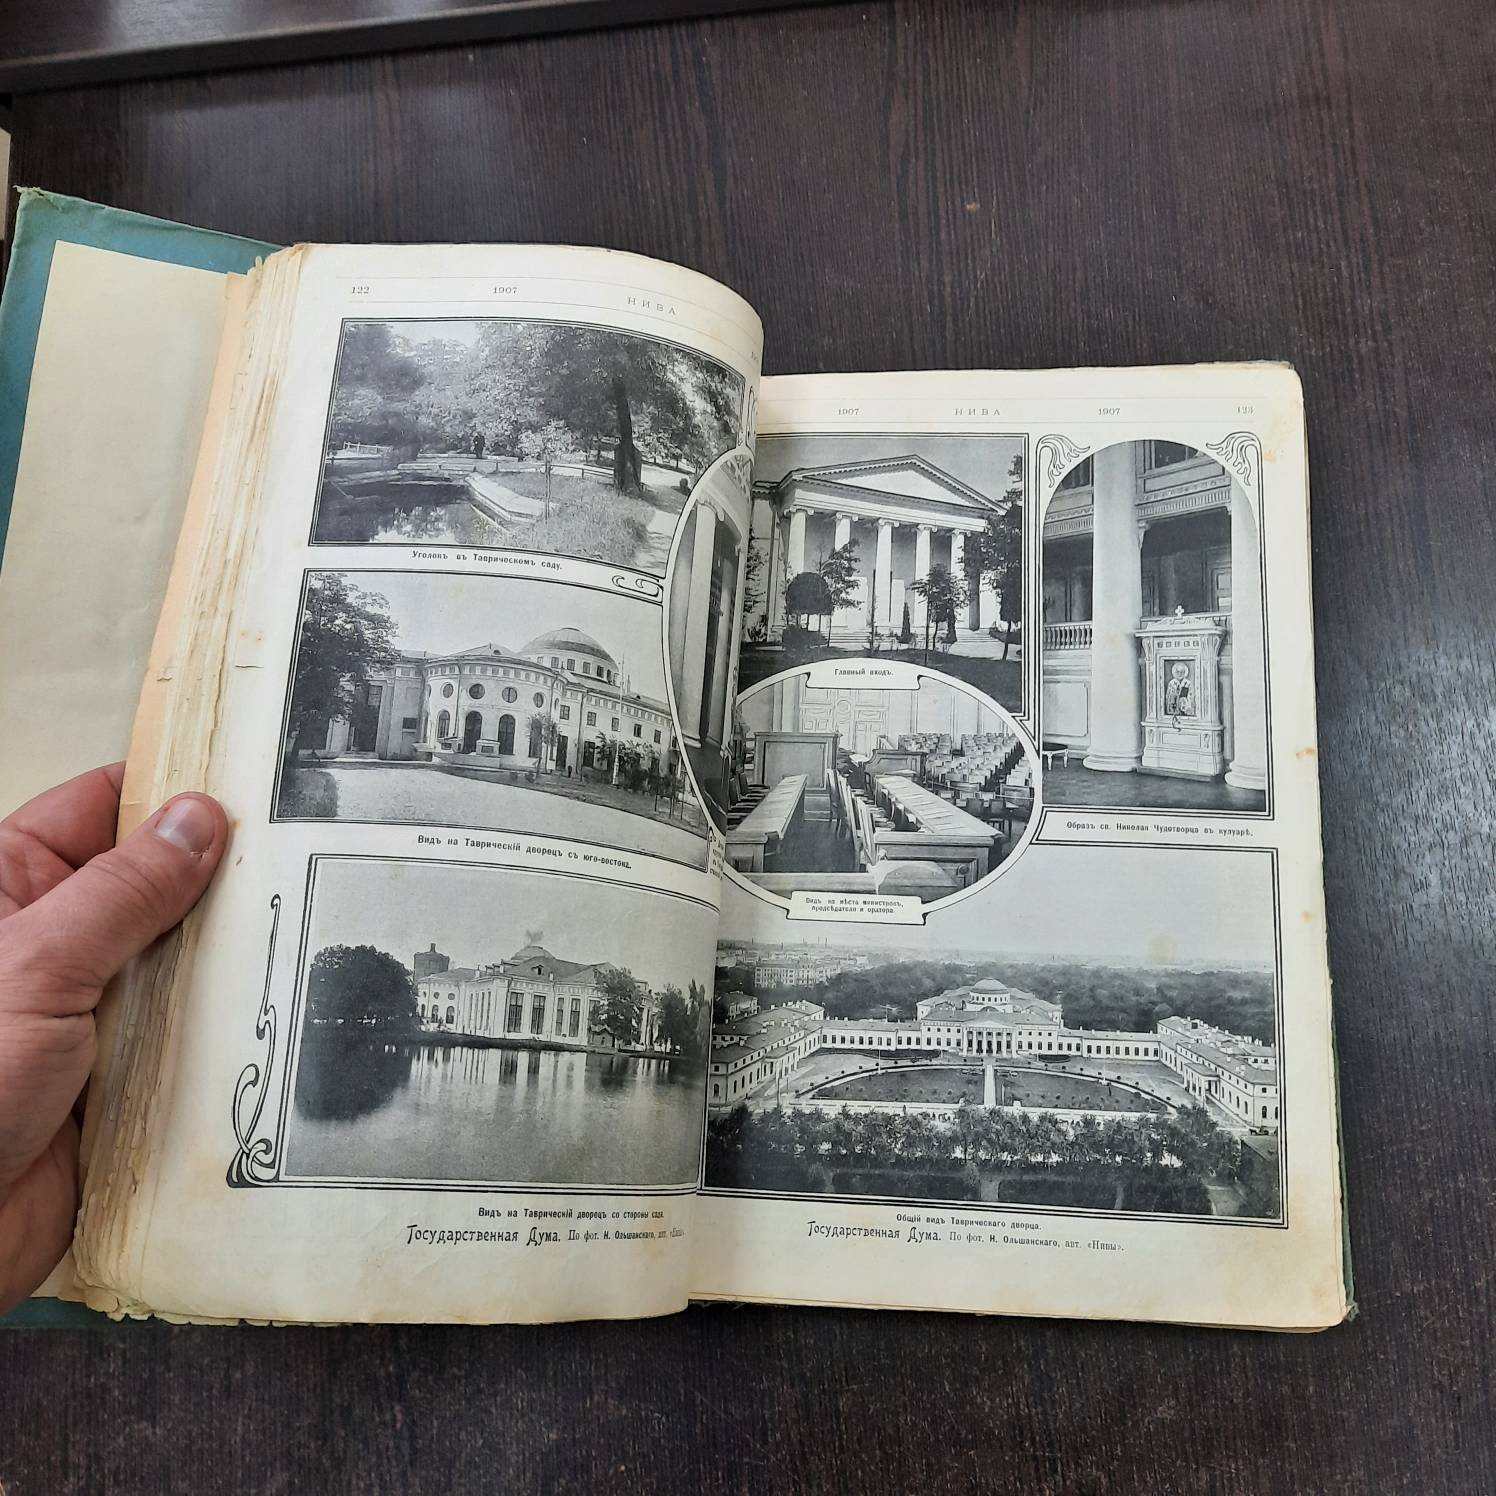 122 1907 НИВА
Уголокъ въ Таврическомъ саду.
Видъ на Таврическій дворецъ съ юго-востока.
Видъ на Таврическій дворецъ со стороны сада.
Государственная Дума. По фот. Н. Ольшанскаго, авт.
1907 НИВА 1907 123
Главный входъ.
Видъ на мѣста министровъ,
предсѣдателя и оратора.
Образъ св. Николая Чудотворца въ кулуарѣ.
Общій видъ Таврическаго дворца.
Государственная Дума. По фот. Н. Ольшанскаго, авт. «Нивы».